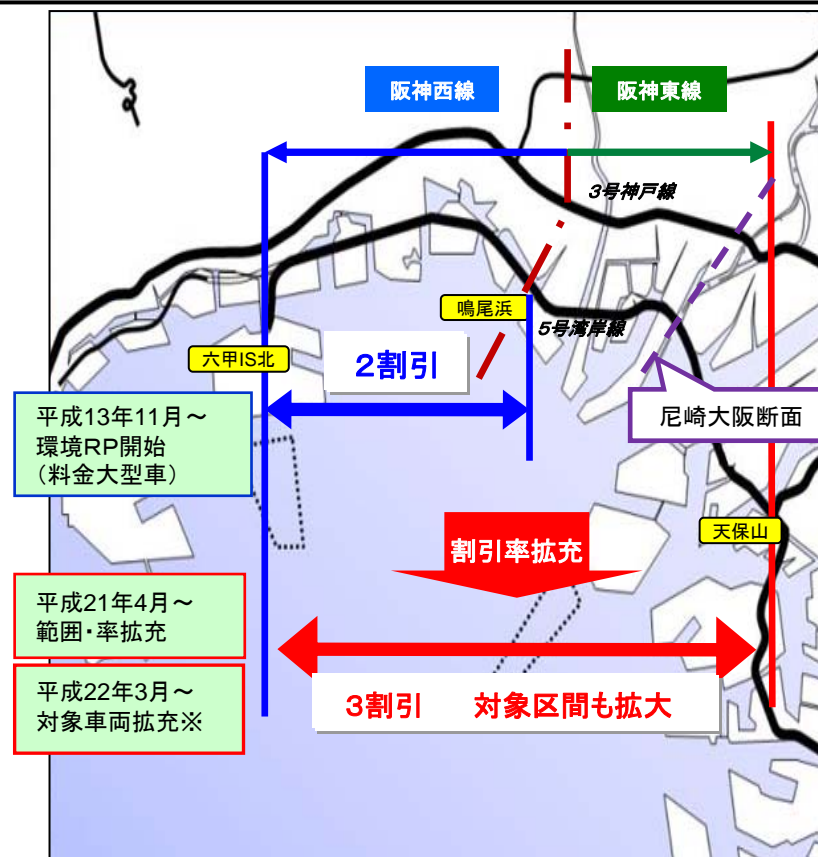 阪神西線
阪神東線
3号神戸線
鳴尾浜
5号湾岸線
六甲IS北
2割引
尼崎大阪断面
平成13年11月～
環境RP開始
（料金大型車）
天保山
割引率拡充
平成21年4月～
範囲・率拡充
平成22年3月～
対象車両拡充※
3割引　対象区間も拡大